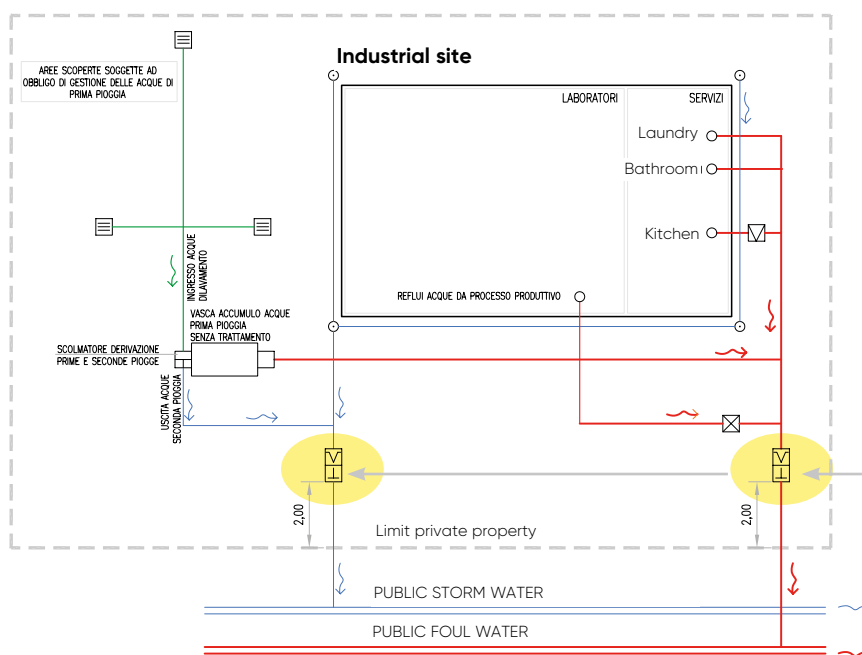 Industrial site
AREE SCOPERTE SOGGETTE AD
OBBLIGO DI GESTIONE DELLE ACQUE DI
PRIMA PIOGGIA
LABORATORI
SERVIZI
Laundry
Bathroom
Kitchen
INGRESSO ACQUE
DILAVAMENTO
REFLUI ACQUE DA PROCESSO PRODUTTIVO
VASCA ACCUMULO ACQUE
PRIMA PIOGGIA
SENZA TRATTAMENTO
SCOLMATORE DERIVAZIONE
PRIME E SECONDE PIOGGE
USCITA ACQUE
SECONDA PIOGGIA
2,00
2,00
Limit private property
PUBLIC STORM WATER
PUBLIC FOUL WATER